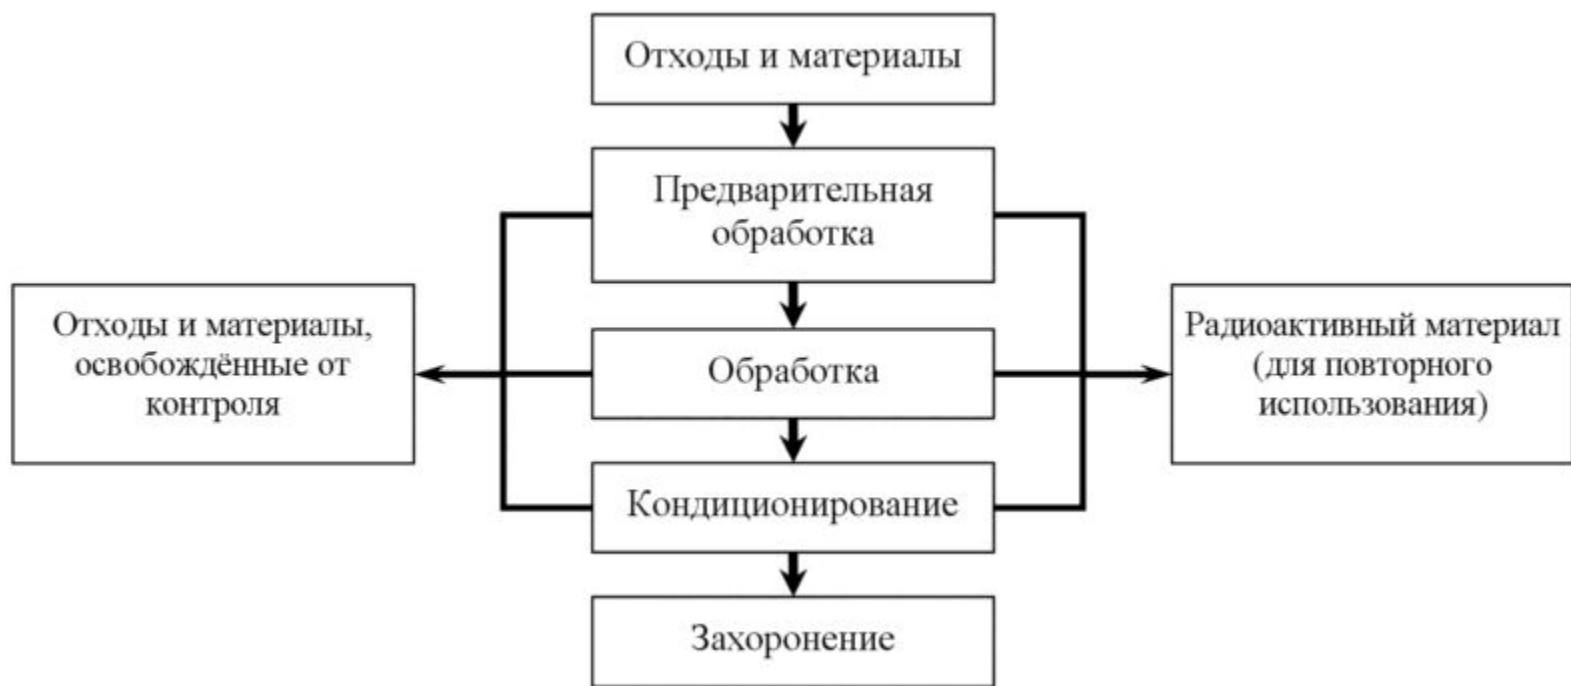 Отходы и материалы
Предварительная
обработка
Отходы и материалы,
освобождённые от
контроля
Обработка
Радиоактивный материал
(для повторного
использования)
Кондиционирование
Захоронение